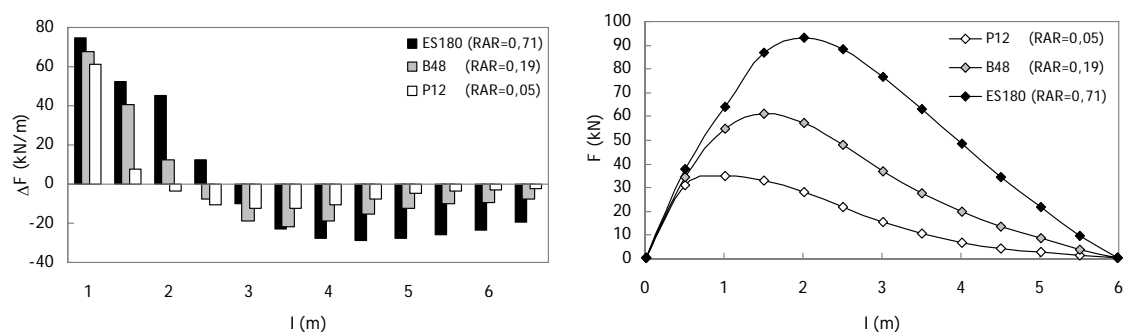 80
60
40
20
0
-20
-40
ΔF (kN/m)
ES180 (RAR=0,71)
B48 (RAR=0,19)
P12 (RAR=0,05)
1 2 3 4 5 6
l (m)
100
90
80
70
60
50
40
30
20
10
0
F (kN)
P12 (RAR=0,05)
B48 (RAR=0,19)
ES180 (RAR=0,71)
0 1 2 3 4 5 6
l (m)